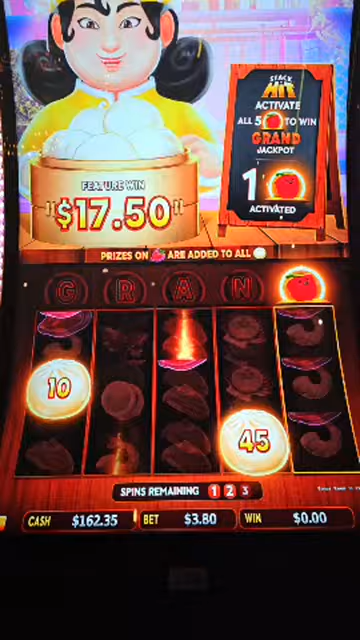 STACK
HIT
ACTIVATE
ALL 5 TO WIN
GRAND
JACKPOT
1
ACTIVATED
FEATURE WIN
"$17.50"
PRIZES ON ARE ADDED TO ALL
G R A N
10
45
SPINS REMAINING 1 2 3
CASH $162.35 BET $3.80 WIN $0.00